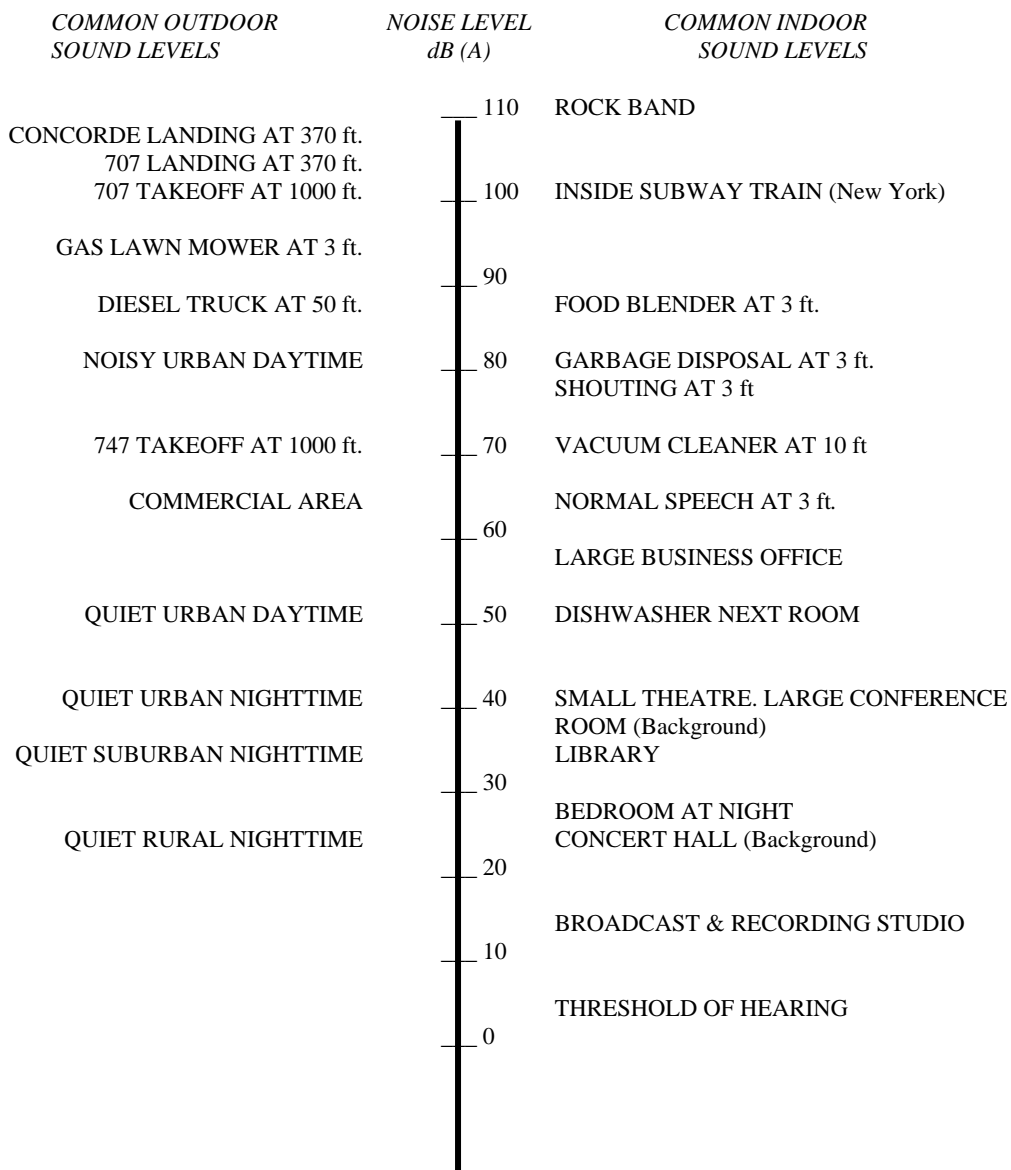 COMMON OUTDOOR NOISE LEVEL COMMON INDOOR
SOUND LEVELS dB (A) SOUND LEVELS
110 ROCK BAND
CONCORDE LANDING AT 370 ft.
707 LANDING AT 370 ft.
707 TAKEOFF AT 1000 ft. 100 INSIDE SUBWAY TRAIN (New York)
GAS LAWN MOWER AT 3 ft.
90
DIESEL TRUCK AT 50 ft. FOOD BLENDER AT 3 ft.
NOISY URBAN DAYTIME 80 GARBAGE DISPOSAL AT 3 ft.
SHOUTING AT 3 ft
747 TAKEOFF AT 1000 ft. 70 VACUUM CLEANER AT 10 ft
COMMERCIAL AREA NORMAL SPEECH AT 3 ft.
60
LARGE BUSINESS OFFICE
QUIET URBAN DAYTIME 50 DISHWASHER NEXT ROOM
QUIET URBAN NIGHTTIME 40 SMALL THEATRE. LARGE CONFERENCE
ROOM (Background)
QUIET SUBURBAN NIGHTTIME LIBRARY
30
BEDROOM AT NIGHT
QUIET RURAL NIGHTTIME CONCERT HALL (Background)
20
BROADCAST & RECORDING STUDIO
10
THRESHOLD OF HEARING
0